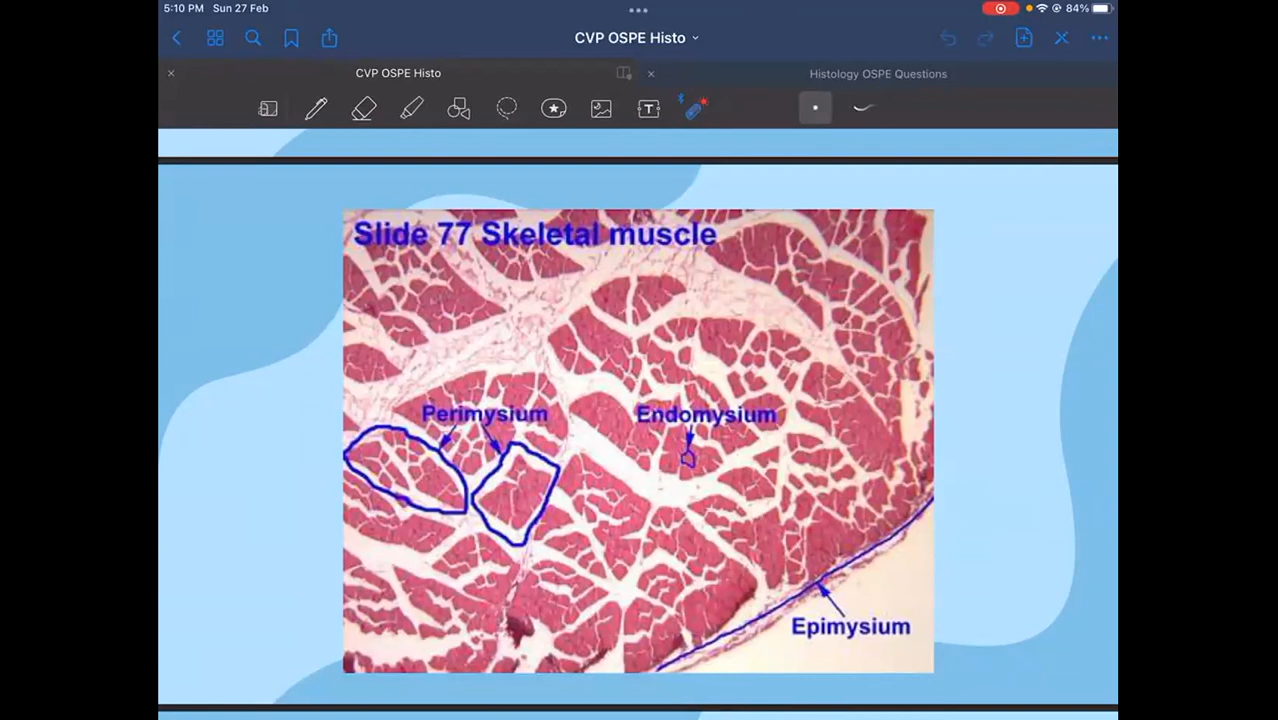 5:10 PM Sun 27 Feb
84%
CVP OSPE Histo
CVP OSPE Histo
Histology OSPE Questions
T
Slide 77 Skeletal muscle
Perimysium
Endomysium
Epimysium